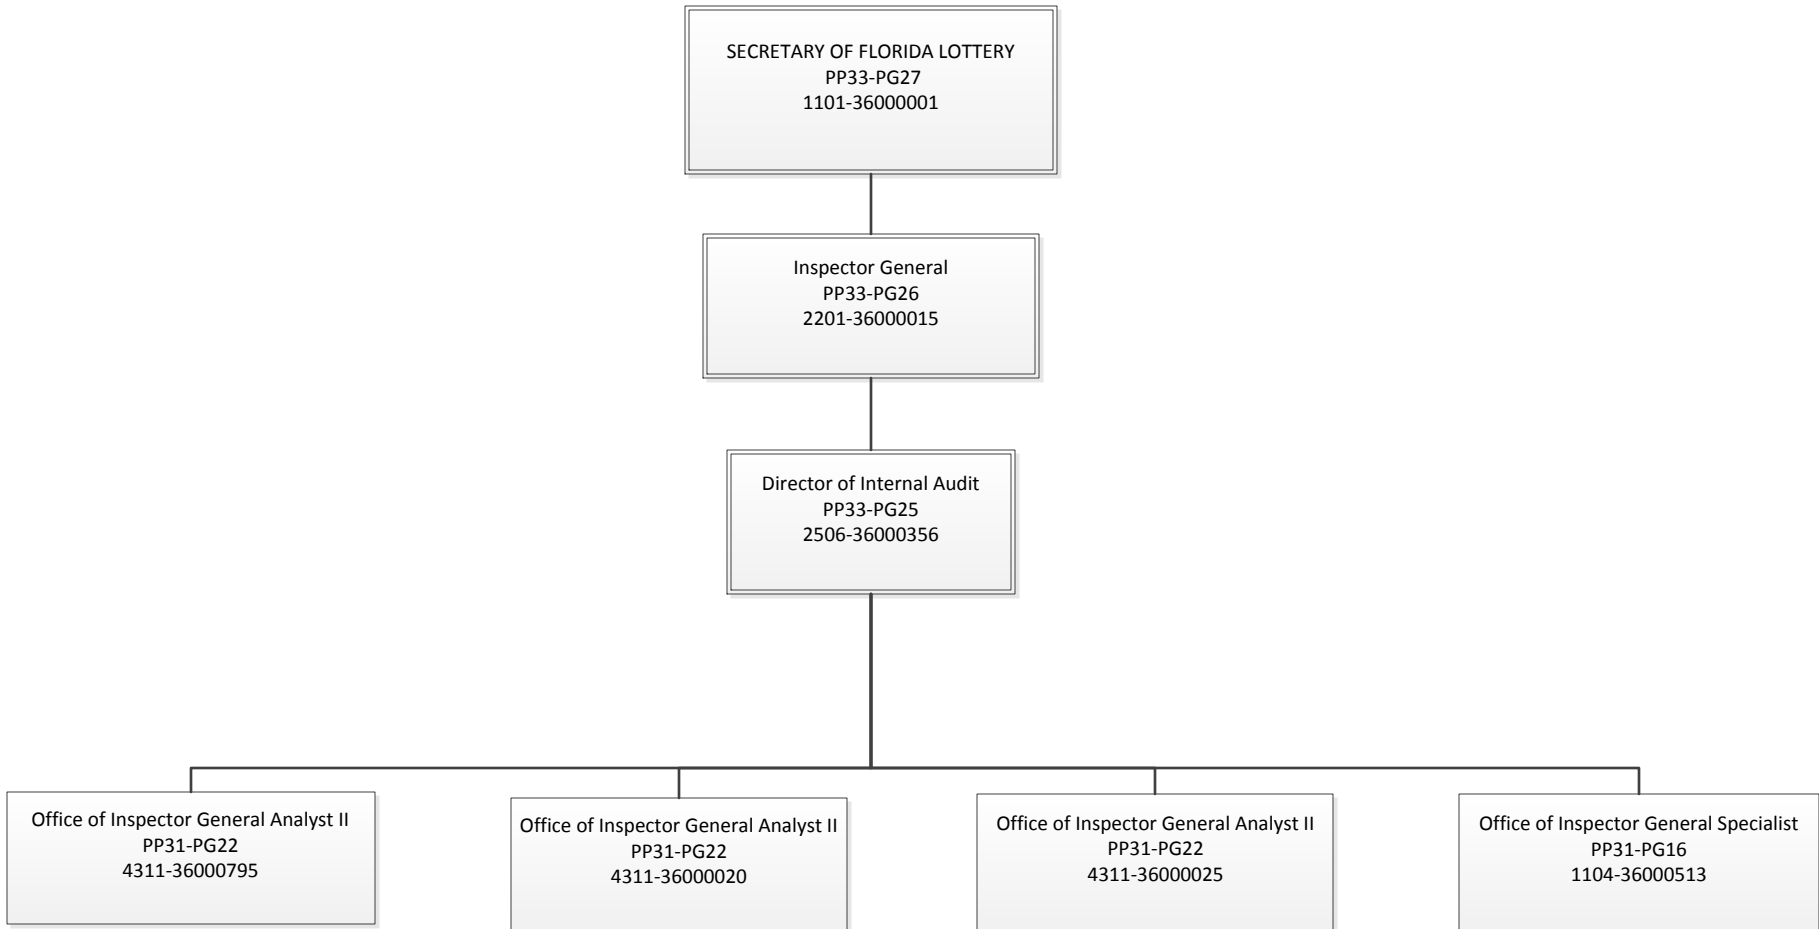 SECRETARY OF FLORIDA LOTTERY
PP33-PG27
1101-36000001
Inspector General
PP33-PG26
2201-36000015
Director of Internal Audit
PP33-PG25
2506-36000356
Office of Inspector General Analyst II
PP31-PG22
4311-36000795
Office of Inspector General Analyst II
PP31-PG22
4311-36000020
Office of Inspector General Analyst II
PP31-PG22
4311-36000025
Office of Inspector General Specialist
PP31-PG16
1104-36000513